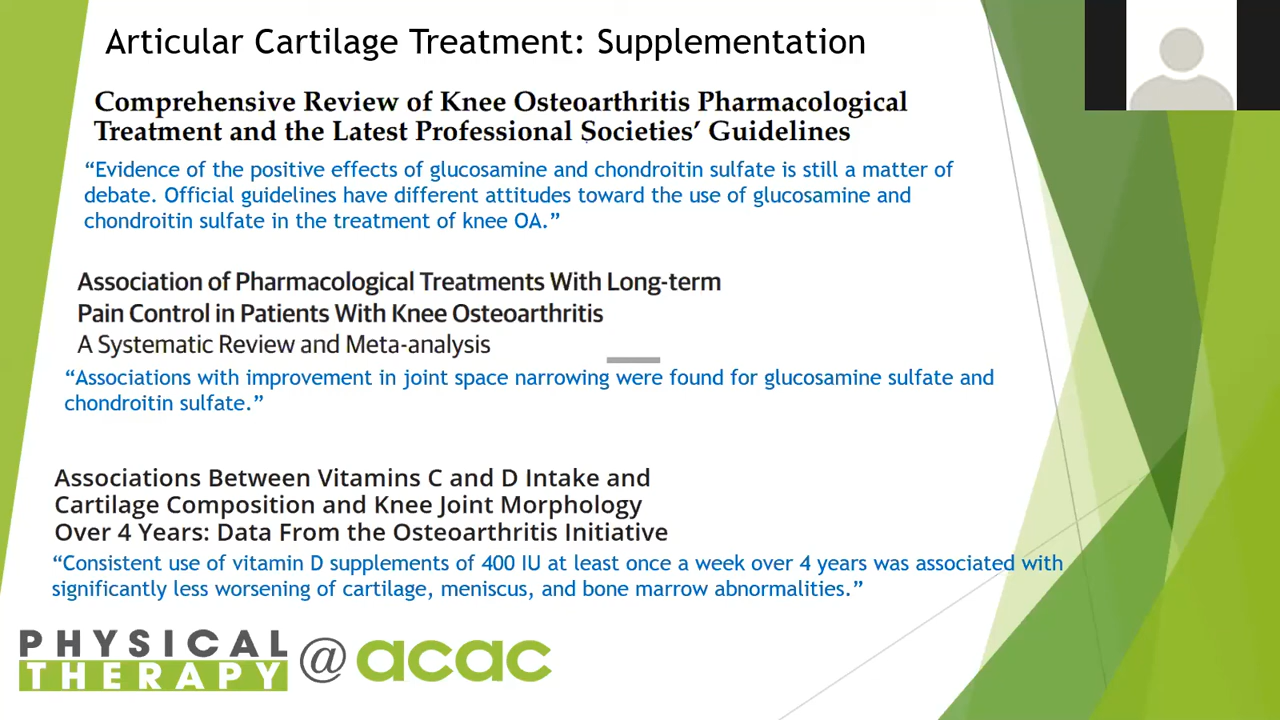 Articular Cartilage Treatment: Supplementation
Comprehensive Review of Knee Osteoarthritis Pharmacological
Treatment and the Latest Professional Societies’ Guidelines
“Evidence of the positive effects of glucosamine and chondroitin sulfate is still a matter of
debate. Official guidelines have different attitudes toward the use of glucosamine and
chondroitin sulfate in the treatment of knee OA.”
Association of Pharmacological Treatments With Long-term
Pain Control in Patients With Knee Osteoarthritis
A Systematic Review and Meta-analysis
“Associations with improvement in joint space narrowing were found for glucosamine sulfate and
chondroitin sulfate.”
Associations Between Vitamins C and D Intake and
Cartilage Composition and Knee Joint Morphology
Over 4 Years: Data From the Osteoarthritis Initiative
“Consistent use of vitamin D supplements of 400 IU at least once a week over 4 years was associated with
significantly less worsening of cartilage, meniscus, and bone marrow abnormalities.”
PHYSICAL
THERAPY @ acac